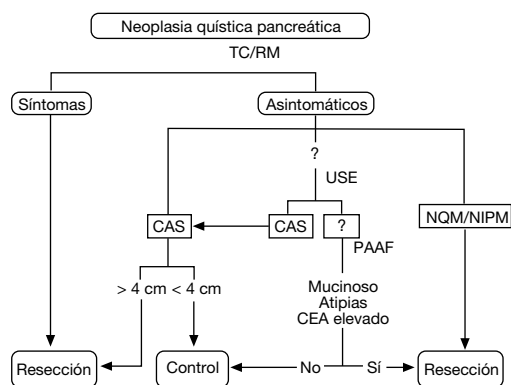 Neoplasia quística pancreática
TC/RM
Síntomas
Asintomáticos
?
USE
CAS
CAS
?
NQM/NIPM
PAAF
> 4 cm < 4 cm
Mucinoso
Atipias
CEA elevado
Resección
Control
No
Sí
Resección